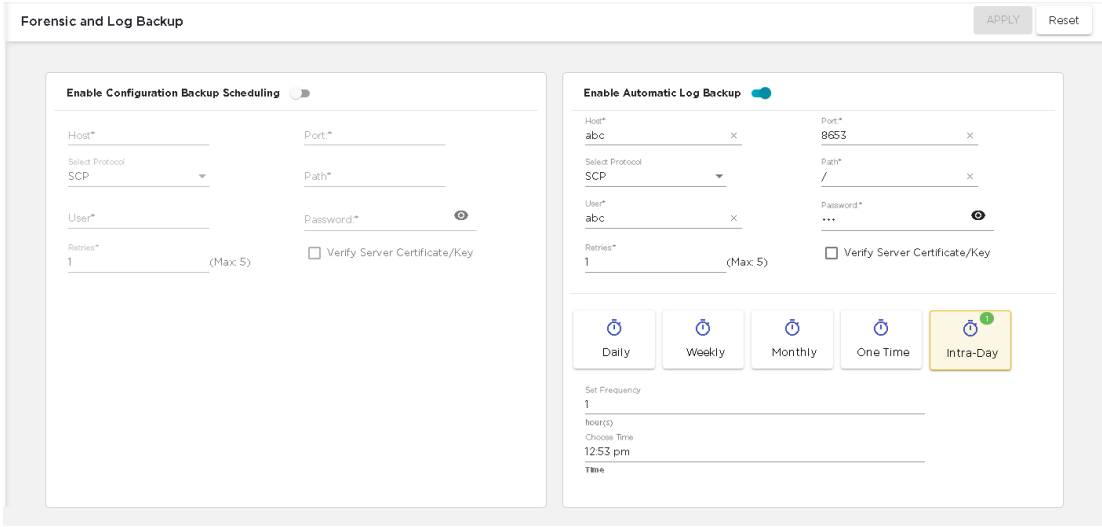 Forensic and Log Backup
APPLY
Reset
Enable Configuration Backup Scheduling
Host*
Port:*
Select Protocol
SCP
Path*
User*
Password:*
Retries:*
1
(Max: 5)
Verify Server Certificate/Key
Enable Automatic Log Backup
Host*
abc
Port:*
8653
Select Protocol
SCP
Path*
/
User*
abc
Password:*
•••
Retries:*
1
(Max: 5)
Verify Server Certificate/Key
Daily
Weekly
Monthly
One Time
1
Intra-Day
Set Frequency
1
hour(s)
Choose Time
12:53 pm
Time